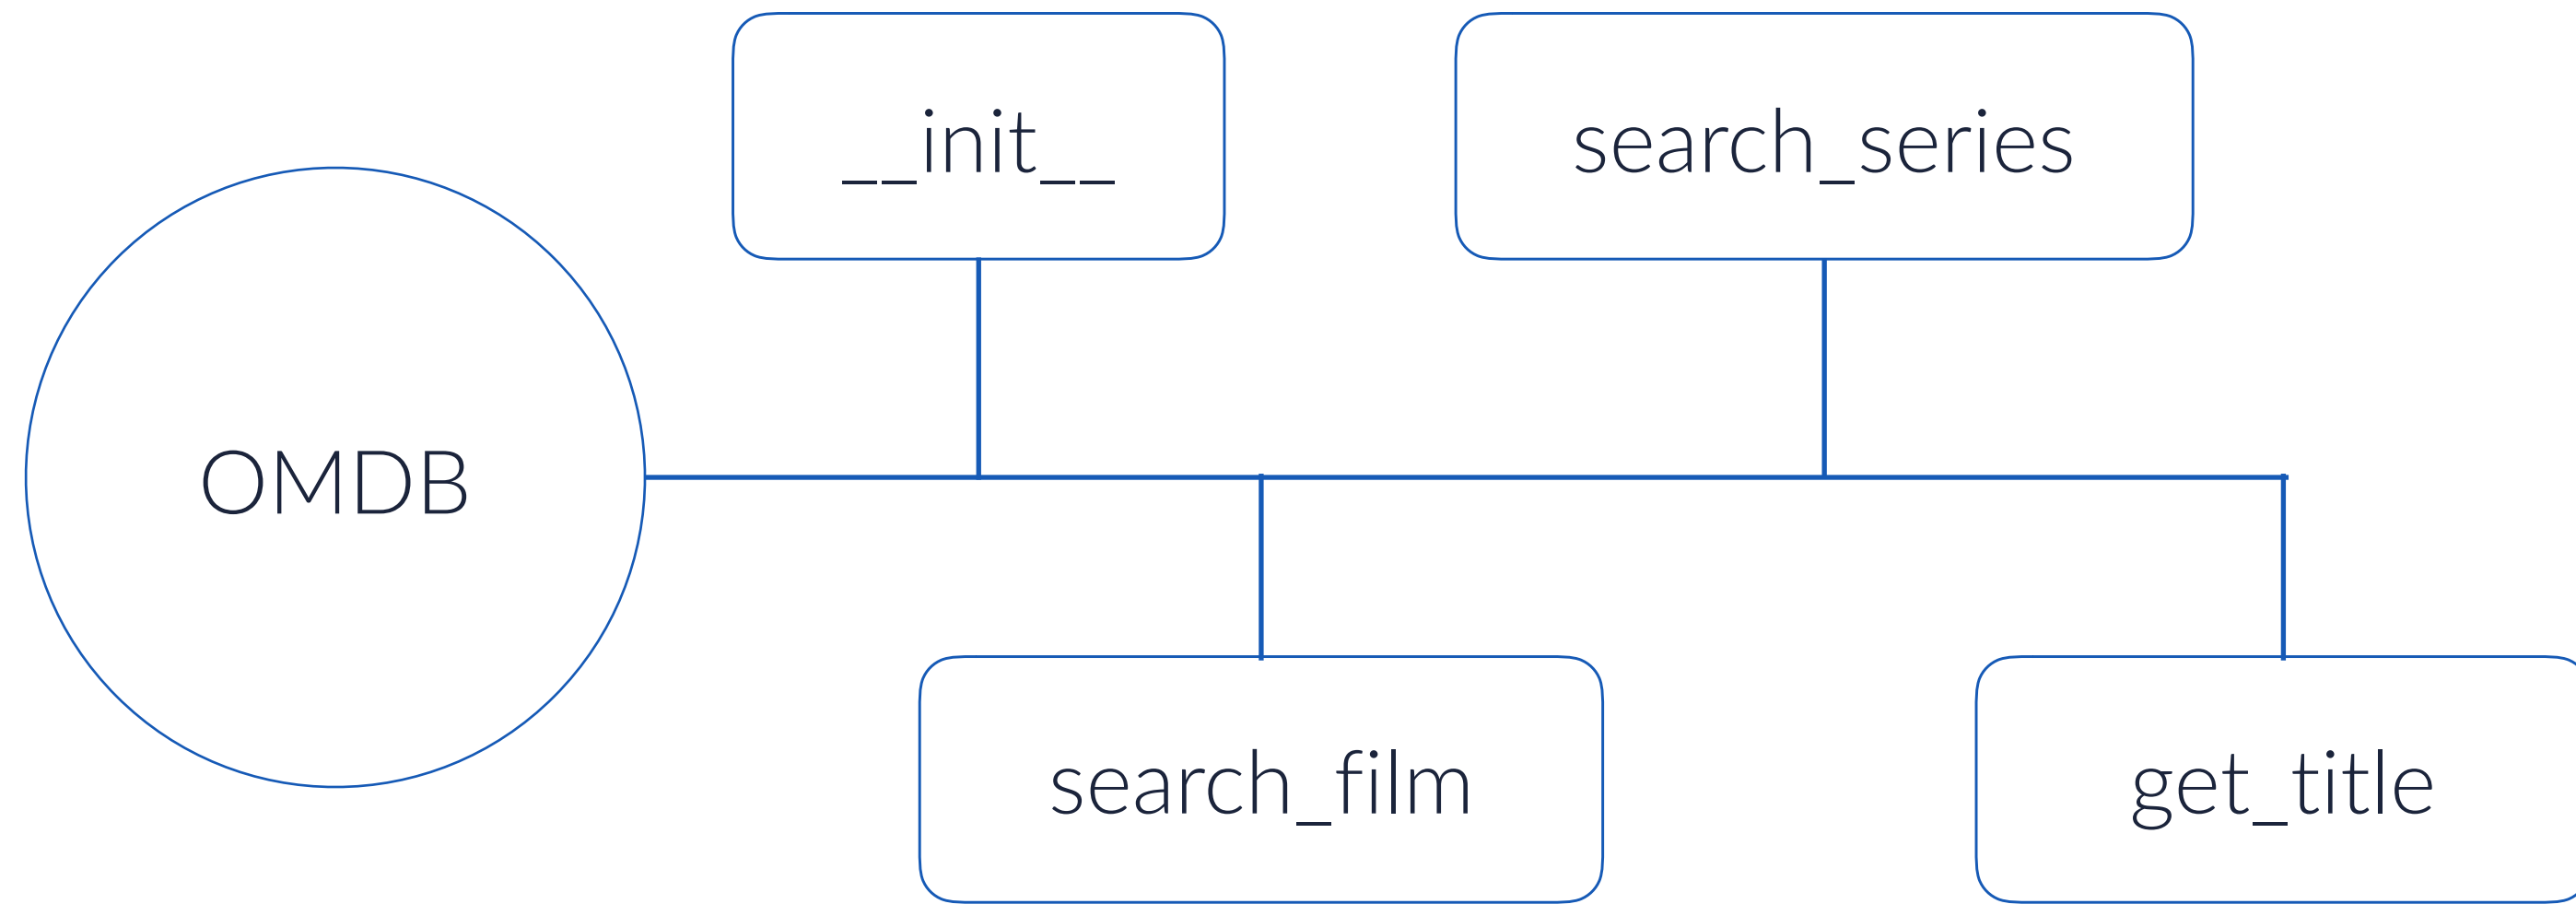 __init__
search_series
OMDB
search_film
get_title